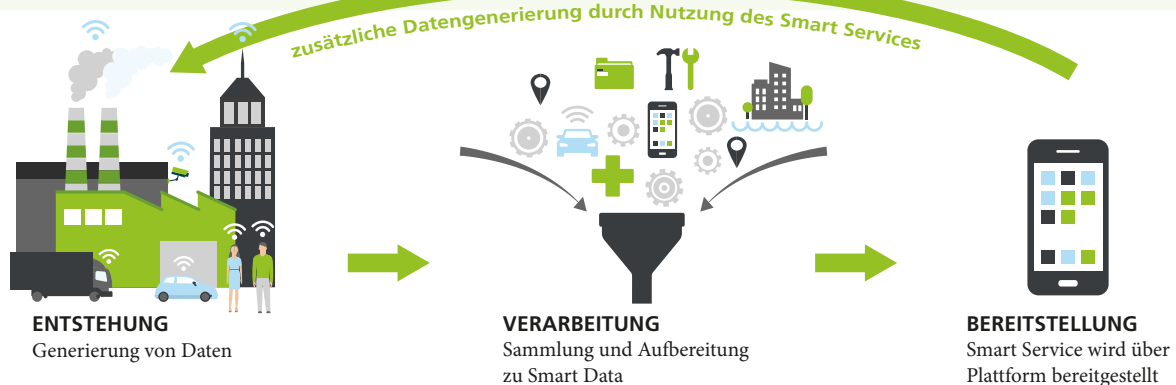 zusätzliche Datengenerierung durch Nutzung des Smart Services
ENTSTEHUNG
Generierung von Daten
VERARBEITUNG
Sammlung und Aufbereitung
zu Smart Data
BEREITSTELLUNG
Smart Service wird über
Plattform bereitgestellt